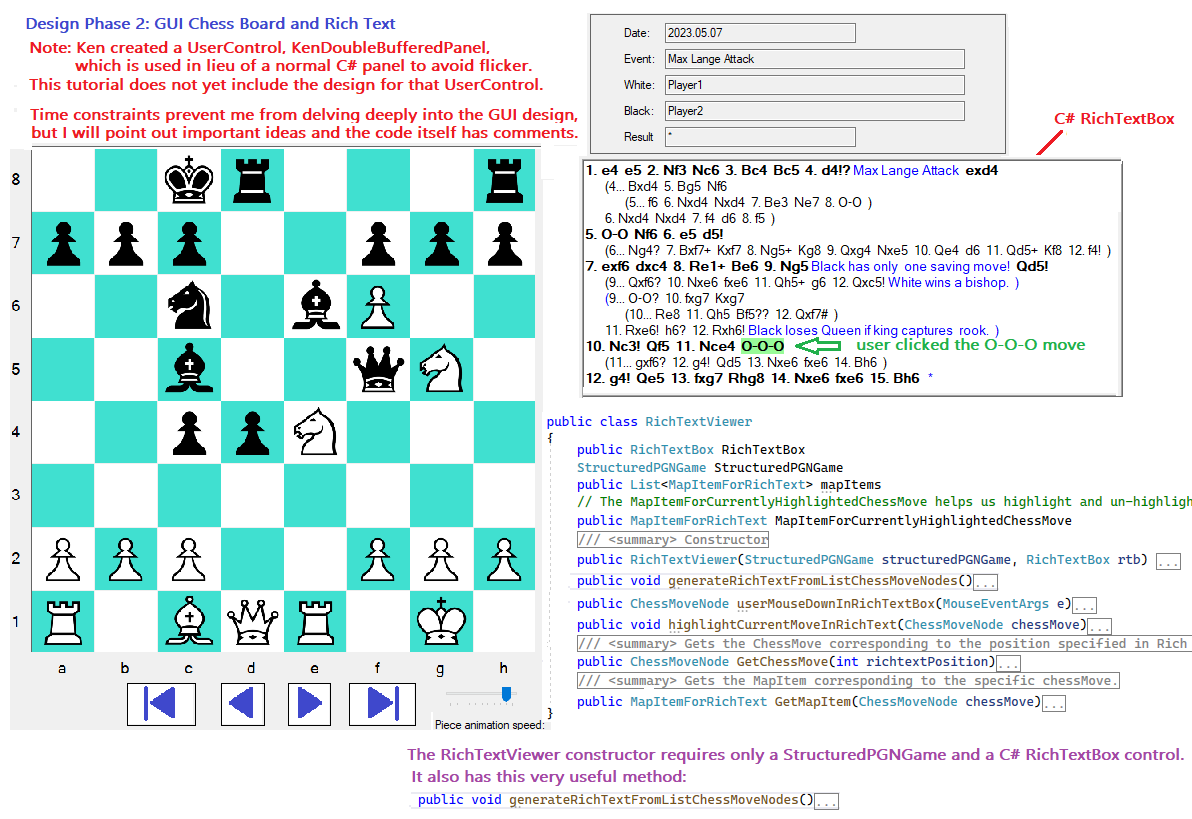 Design Phase 2: GUI Chess Board and Rich Text
Note: Ken created a UserControl, KenDoubleBufferedPanel,
which is used in lieu of a normal C# panel to avoid flicker.
This tutorial does not yet include the design for that UserControl.
Time constraints prevent me from delving deeply into the GUI design,
but I will point out important ideas and the code itself has comments.
8
7
6
5
4
3
2
1
a b c d e f g h
Piece animation speed:
Date: 2023.05.07
Event: Max Lange Attack
White: Player1
Black: Player2
Result *
C# RichTextBox
1. e4 e5 2. Nf3 Nc6 3. Bc4 Bc5 4. d4!? Max Lange Attack exd4
(4... Bxd4 5. Bg5 Nf6
(5... f6 6. Nxd4 Nxd4 7. Be3 Ne7 8. O-O )
6. Nxd4 Nxd4 7. f4 d6 8. f5 )
5. O-O Nf6 6. e5 d5!
(6... Ng4? 7. Bxf7+ Kxf7 8. Ng5+ Kg8 9. Qxg4 Nxe5 10. Qe4 d6 11. Qd5+ Kf8 12. f4! )
7. exf6 dxc4 8. Re1+ Be6 9. Ng5 Black has only one saving move! Qd5!
(9... Qxf6? 10. Nxe6 fxe6 11. Qh5+ g6 12. Qxc5! White wins a bishop. )
(9... O-O? 10. fxg7 Kxg7
(10... Re8 11. Qh5 Bf5?? 12. Qxf7# )
11. Rxe6! h6? 12. Rxh6! Black loses Queen if king captures rook. )
10. Nc3! Qf5 11. Nce4 O-O-O user clicked the O-O-O move
(11... gxf6? 12. g4! Qd5 13. Nxe6 fxe6 14. Bh6 )
12. g4! Qe5 13. fxg7 Rhg8 14. Nxe6 fxe6 15. Bh6 *
public class RichTextViewer
{
public RichTextBox RichTextBox
StructuredPGNGame StructuredPGNGame
public List<MapItemForRichText> mapItems
// The MapItemForCurrentlyHighlightedChessMove helps us highlight and un-highligh
public MapItemForRichText MapItemForCurrentlyHighlightedChessMove
/// <summary> Constructor
public RichTextViewer(StructuredPGNGame structuredPGNGame, RichTextBox rtb) ...
public void generateRichTextFromListChessMoveNodes()...
public ChessMoveNode userMouseDownInRichTextBox(MouseEventArgs e)...
public void highlightCurrentMoveInRichText(ChessMoveNode chessMove)...
/// <summary> Gets the ChessMove corresponding to the position specified in Rich
public ChessMoveNode GetChessMove(int richtextPosition)...
/// <summary> Gets the MapItem corresponding to the specific chessMove.
public MapItemForRichText GetMapItem(ChessMoveNode chessMove)...
}
The RichTextViewer constructor requires only a StructuredPGNGame and a C# RichTextBox control.
It also has this very useful method:
public void generateRichTextFromListChessMoveNodes()...